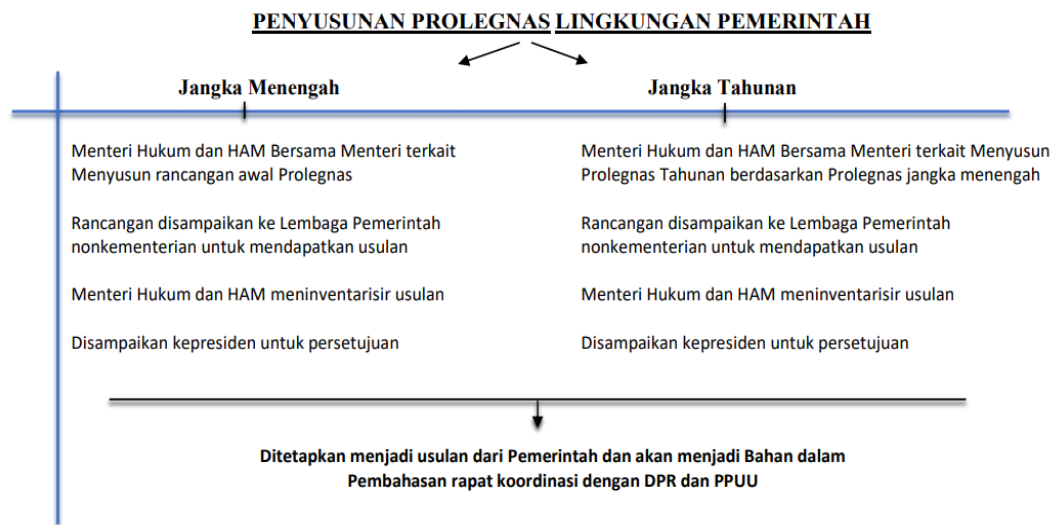 PENYUSUNAN PROLEGNAS LINGKUNGAN PEMERINTAH
Jangka Menengah
Menteri Hukum dan HAM Bersama Menteri terkait
Menyusun rancangan awal Prolegnas
Rancangan disampaikan ke Lembaga Pemerintah
nonkementerian untuk mendapatkan usulan
Menteri Hukum dan HAM meninventarisir usulan
Disampaikan kepresiden untuk persetujuan
Jangka Tahunan
Menteri Hukum dan HAM Bersama Menteri terkait Menyusun
Prolegnas Tahunan berdasarkan Prolegnas jangka menengah
Rancangan disampaikan ke Lembaga Pemerintah
nonkementerian untuk mendapatkan usulan
Menteri Hukum dan HAM meninventarisir usulan
Disampaikan kepresiden untuk persetujuan
Ditetapkan menjadi usulan dari Pemerintah dan akan menjadi Bahan dalam
Pembahasan rapat koordinasi dengan DPR dan PPUU